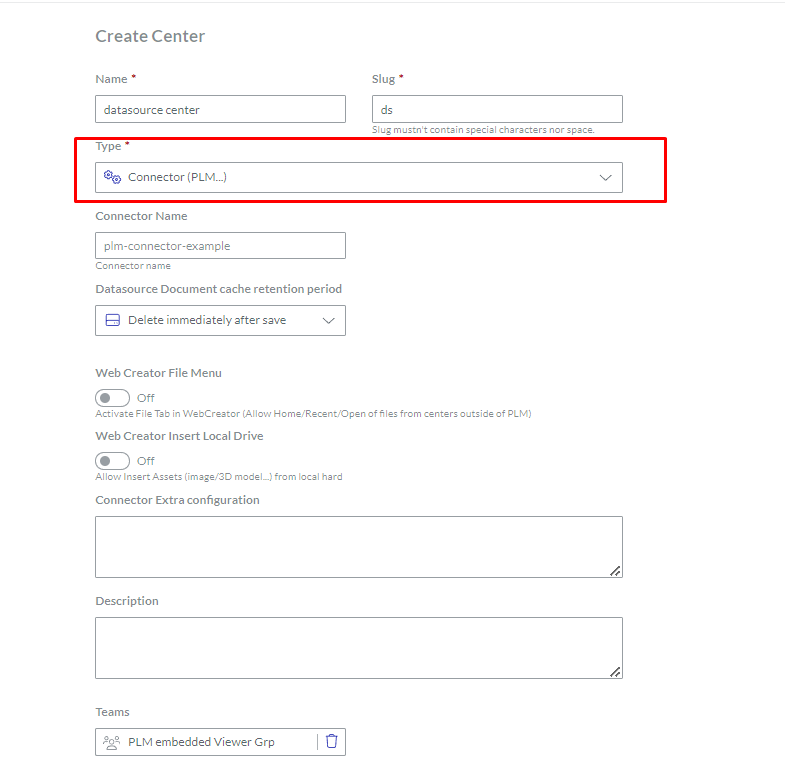 Create Center
Name *
Slug *
datasource center
ds
Slug mustn't contain special characters nor space.
Type *
Connector (PLM...)
Connector Name
plm-connector-example
Connector name
Datasource Document cache retention period
Delete immediately after save
Web Creator File Menu
Off
Activate File Tab in WebCreator (Allow Home/Recent/Open of files from centers outside of PLM)
Web Creator Insert Local Drive
Off
Allow Insert Assets (image/3D model...) from local hard
Connector Extra configuration
Description
Teams
PLM embedded Viewer Grp